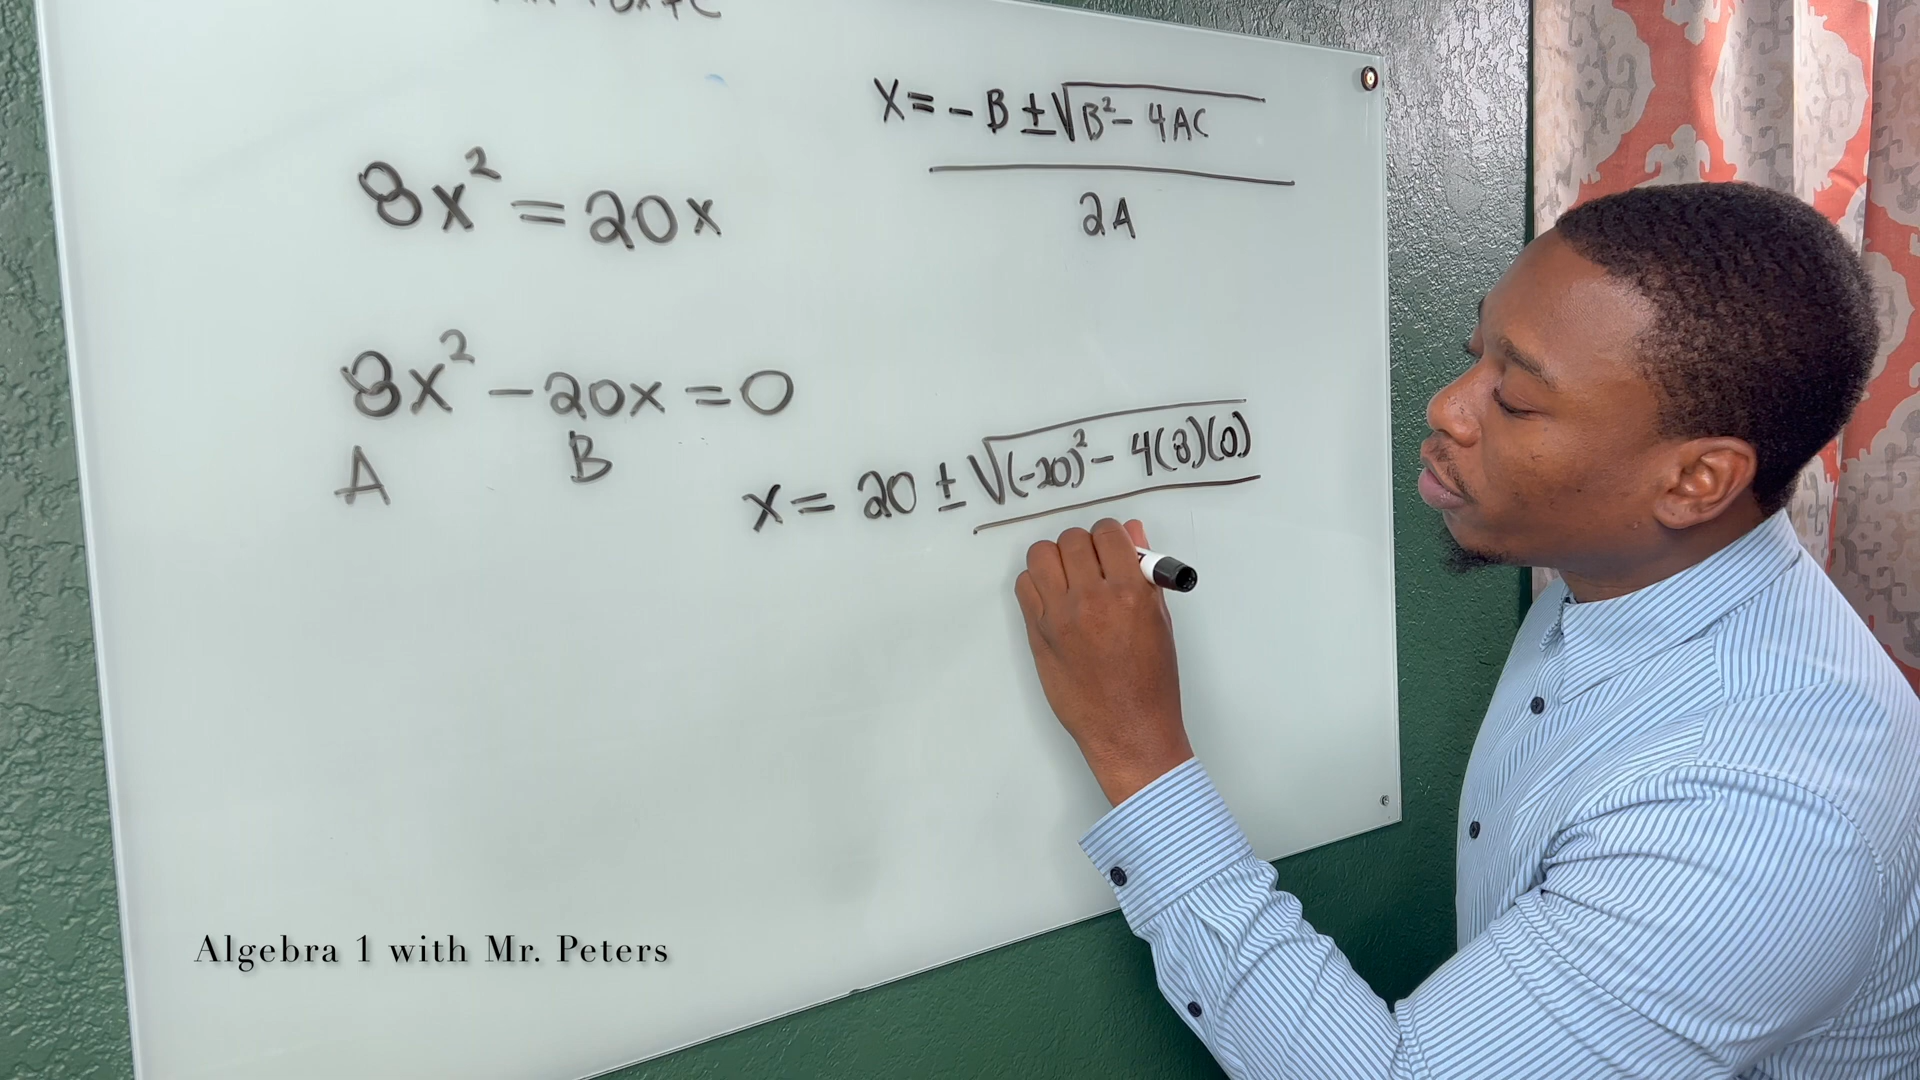 X = - B ± √B² - 4AC
2A
8x² = 20x
8x² - 20x = 0
A B
x = 20 ± √(-20)² - 4(8)(0)
Algebra 1 with Mr. Peters